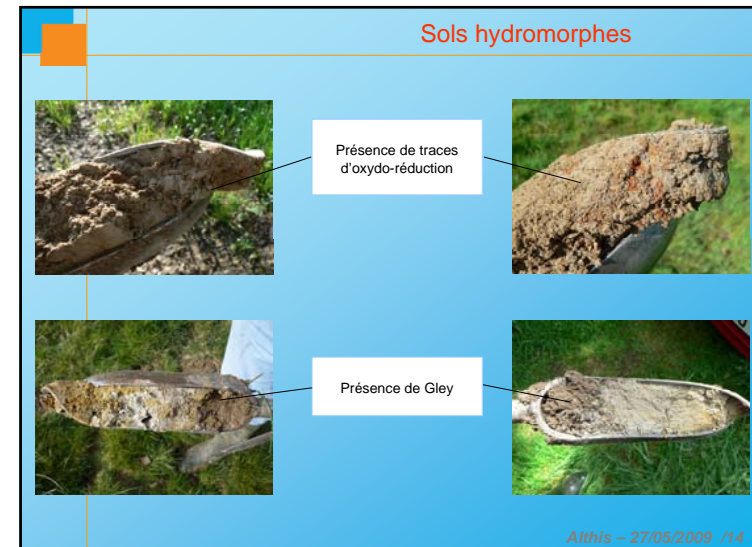 Sols hydromorphes
Présence de traces
d'oxydo-réduction
Présence de Gley
Althis – 27/05/2009 /14